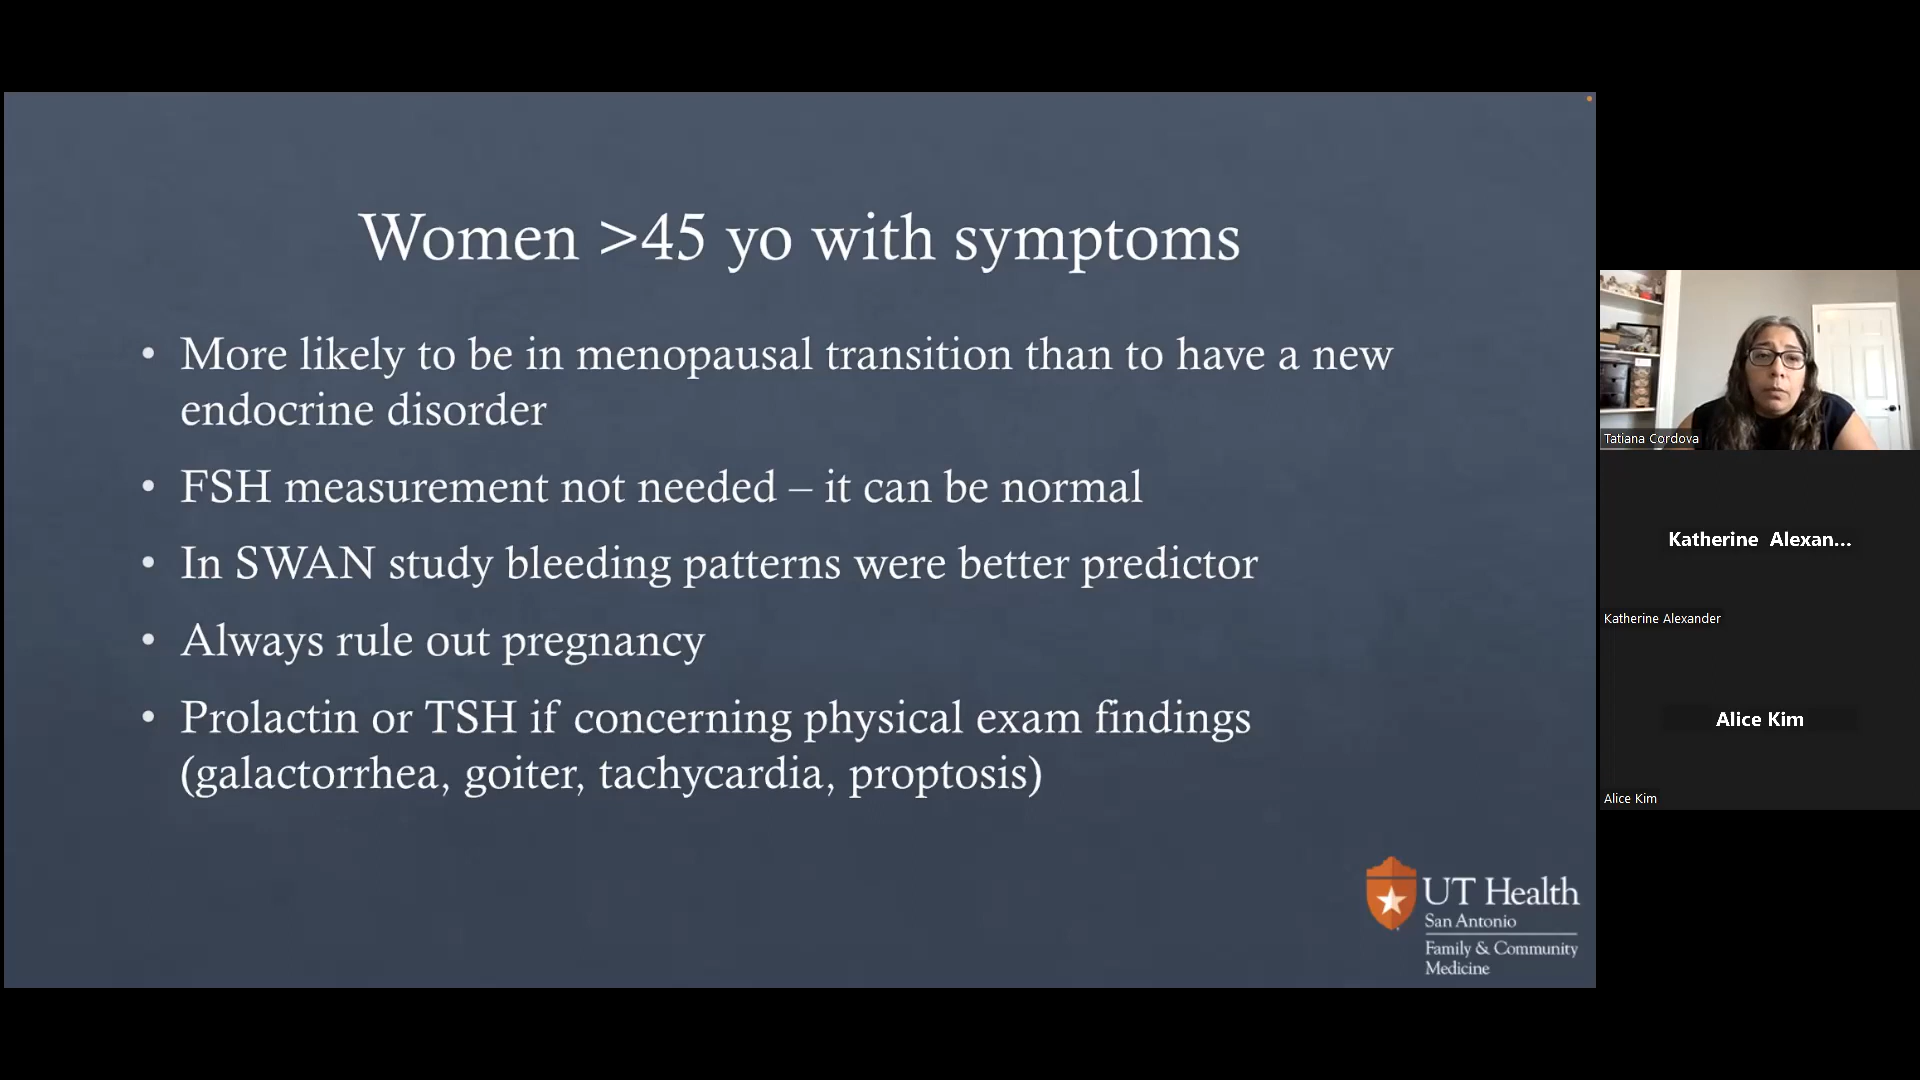 Women >45 yo with symptoms
• More likely to be in menopausal transition than to have a new
endocrine disorder
• FSH measurement not needed – it can be normal
• In SWAN study bleeding patterns were better predictor
• Always rule out pregnancy
• Prolactin or TSH if concerning physical exam findings
(galactorrhea, goiter, tachycardia, proptosis)
UT Health
San Antonio
Family & Community
Medicine
Tatiana Cordova
Katherine Alexan...
Katherine Alexander
Alice Kim
Alice Kim